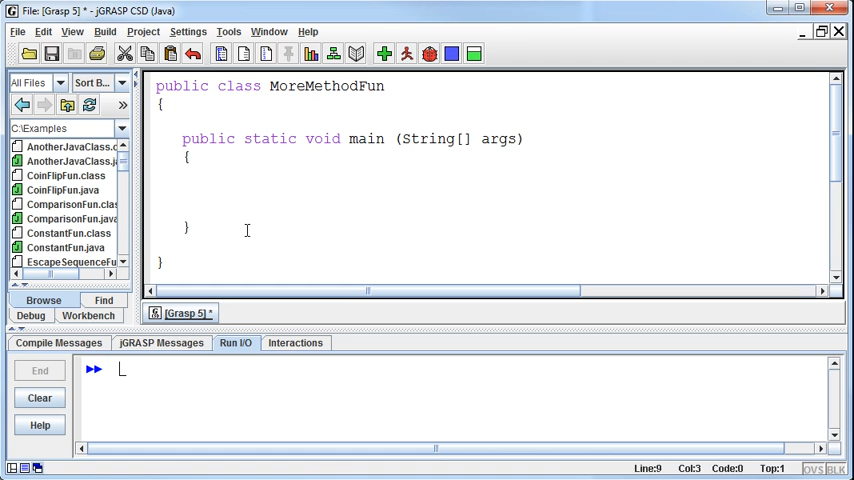 File: [Grasp 5] * - jGRASP CSD (Java)
File Edit View Build Project Settings Tools Window Help
All Files Sort B...
C:\Examples
AnotherJavaClass.c
AnotherJavaClass.ja
CoinFlipFun.class
CoinFlipFun.java
ComparisonFun.clas
ComparisonFun.java
ConstantFun.class
ConstantFun.java
EscapeSequenceFu
Browse Find
Debug Workbench
public class MoreMethodFun
{
public static void main (String[] args)
{
}
}
[Grasp 5] *
Compile Messages jGRASP Messages Run I/O Interactions
End
Clear
Help
Line:9 Col:3 Code:0 Top:1 OVS BLK